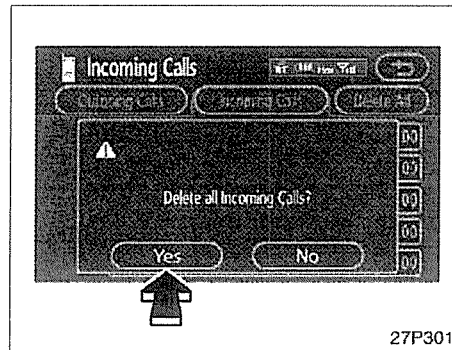 Incoming Calls
Outgoing Calls Incoming Calls Delete All
Delete all Incoming Calls?
Yes No
27P301